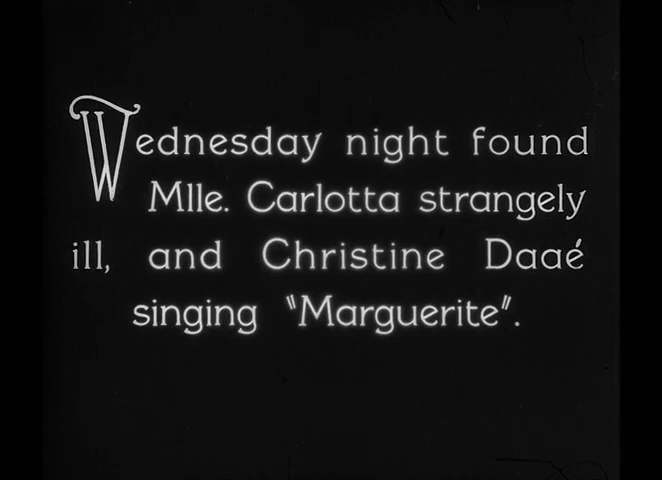 Wednesday night found
Mlle. Carlotta strangely
ill, and Christine Daaé
singing "Marguerite".